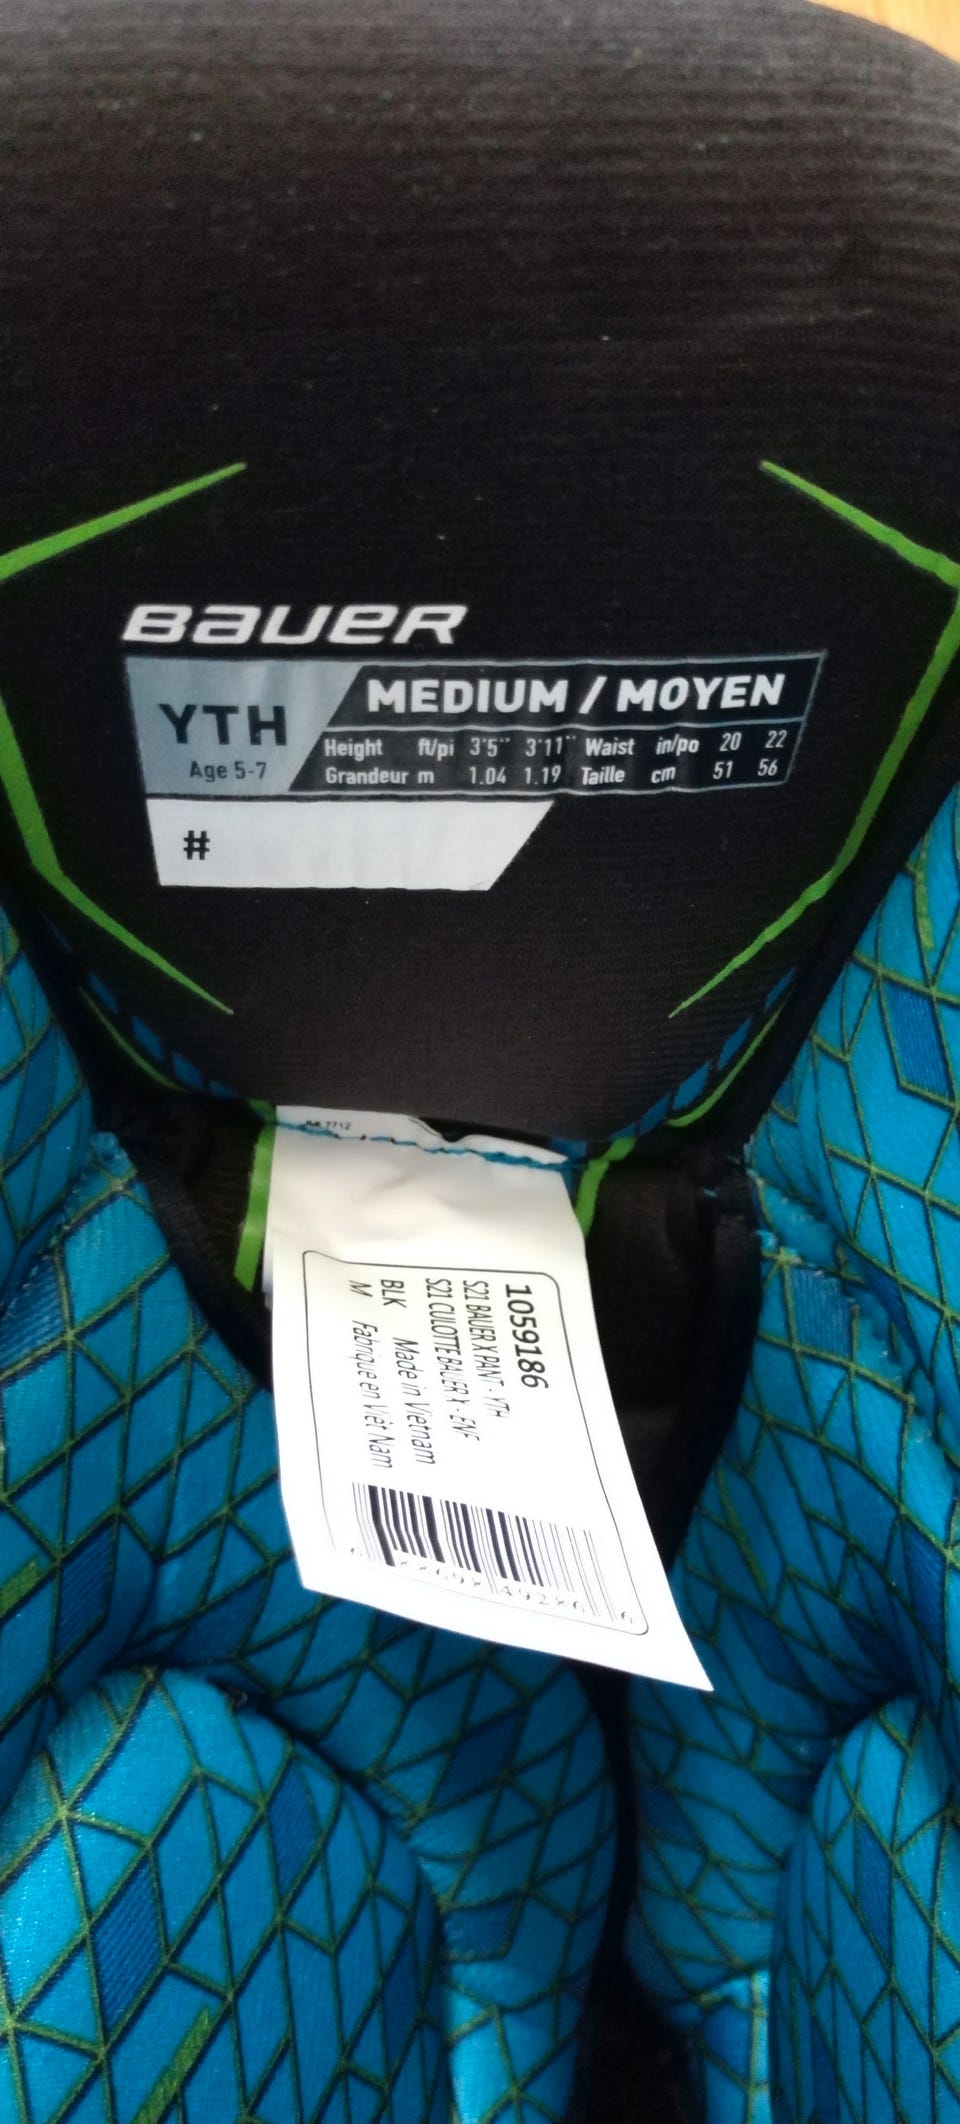 BAUER
YTH
Age 5-7
MEDIUM / MOYEN
Height ft/pi 3'5" 3'11" Waist in/po 20 22
Grandeur m 1.04 1.19 Taille cm 51 56
#
7712
1059186
S21 BAUER X PANT - YTH
S21 CULOTTE BAUER X - ENF
BLK Made in Vietnam
M Fabriqué en Viêt Nam